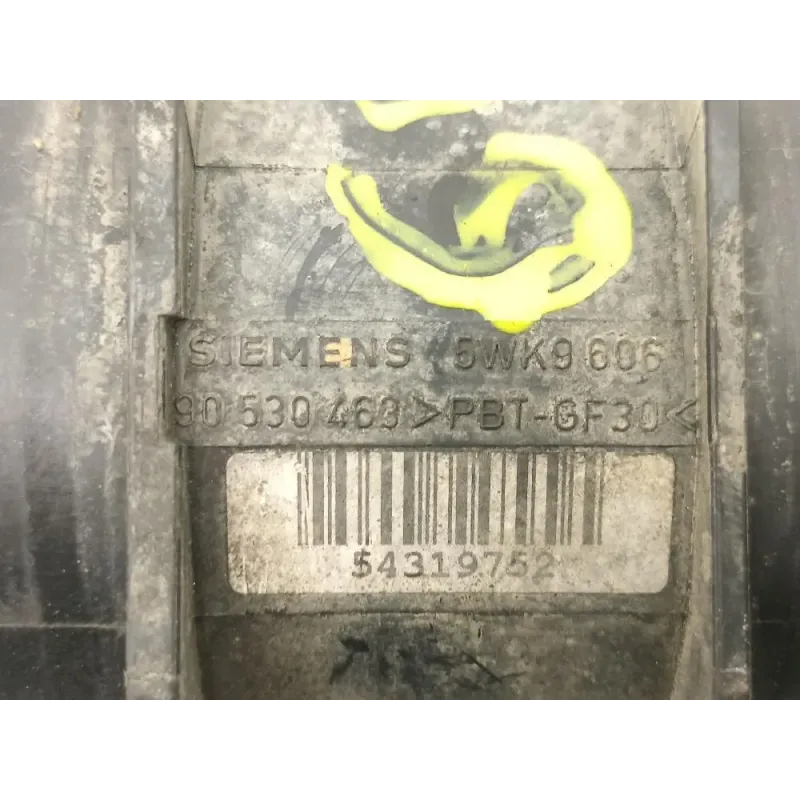 SIEMENS 5WK9 606
90 530 463 >PBT-GF30<
54319752